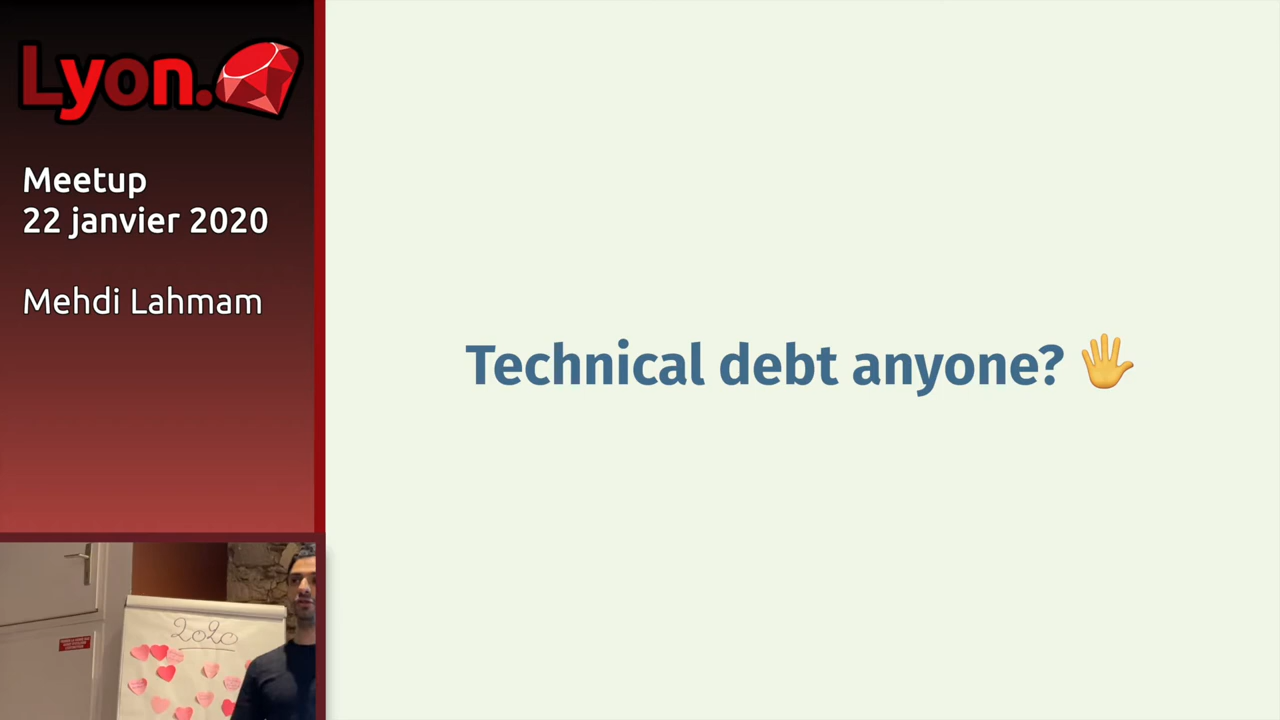 Lyon.
Meetup
22 janvier 2020
Mehdi Lahmam
Technical debt anyone? 🖐
2020